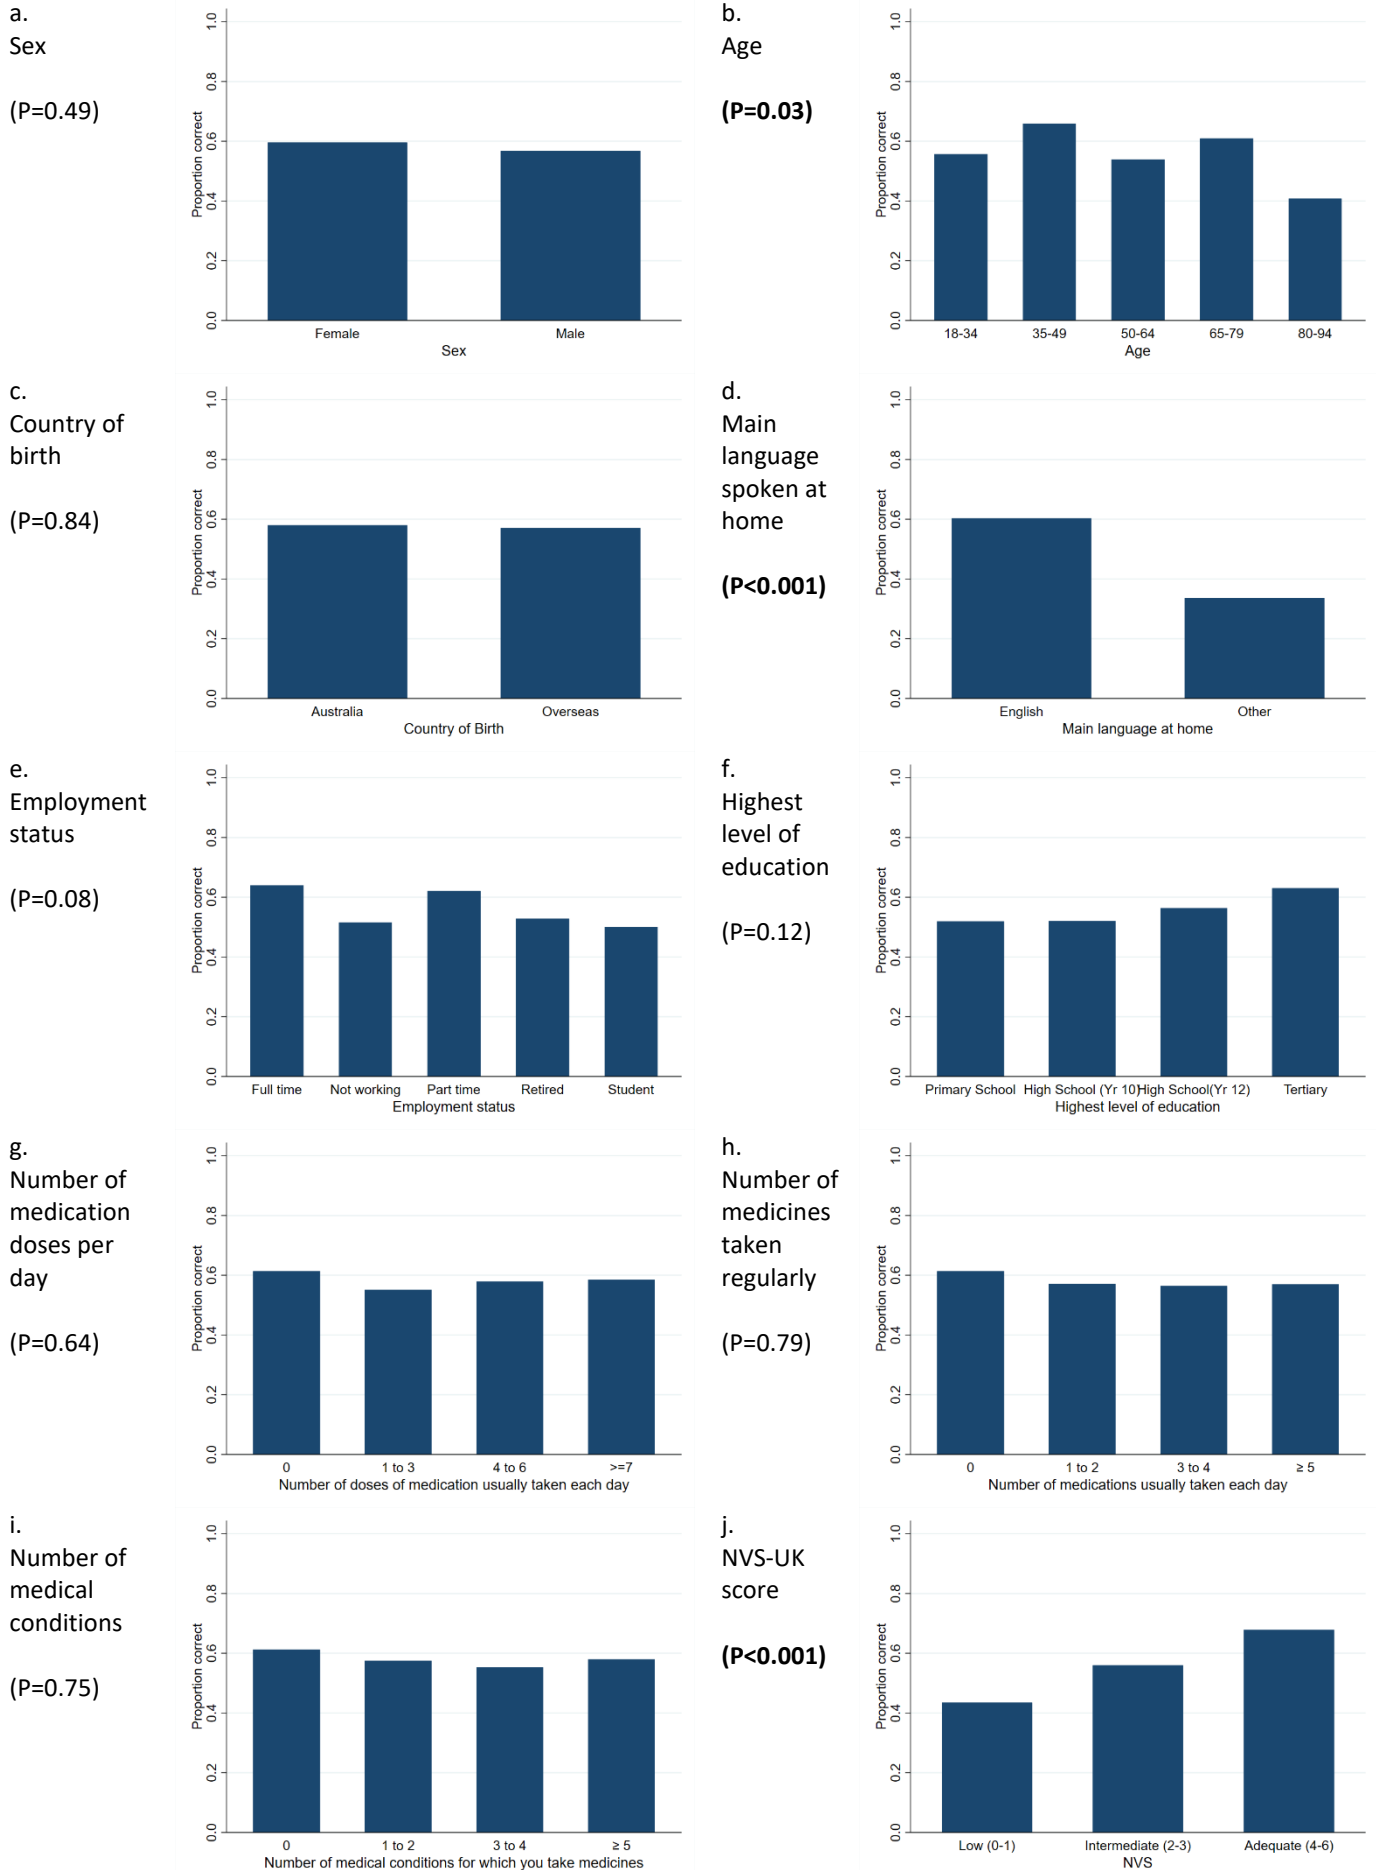 a.
Sex
(P=0.49)
1.0
0.8
0.6
0.4
0.2
0.0
Proportion correct
Female Male
Sex
b.
Age
(P=0.03)
1.0
0.8
0.6
0.4
0.2
0.0
Proportion correct
18-34 35-49 50-64 65-79 80-94
Age
c.
Country of
birth
(P=0.84)
1.0
0.8
0.6
0.4
0.2
0.0
Proportion correct
Australia Overseas
Country of Birth
d.
Main
language
spoken at
home
(P<0.001)
1.0
0.8
0.6
0.4
0.2
0.0
Proportion correct
English Other
Main language at home
e.
Employment
status
(P=0.08)
1.0
0.8
0.6
0.4
0.2
0.0
Proportion correct
Full time Not working Part time Retired Student
Employment status
f.
Highest
level of
education
(P=0.12)
1.0
0.8
0.6
0.4
0.2
0.0
Proportion correct
Primary School High School (Yr 10) High School(Yr 12) Tertiary
Highest level of education
g.
Number of
medication
doses per
day
(P=0.64)
1.0
0.8
0.6
0.4
0.2
0.0
Proportion correct
0 1 to 3 4 to 6 >=7
Number of doses of medication usually taken each day
h.
Number of
medicines
taken
regularly
(P=0.79)
1.0
0.8
0.6
0.4
0.2
0.0
Proportion correct
0 1 to 2 3 to 4 ≥ 5
Number of medications usually taken each day
i.
Number of
medical
conditions
(P=0.75)
1.0
0.8
0.6
0.4
0.2
0.0
Proportion correct
0 1 to 2 3 to 4 ≥ 5
Number of medical conditions for which you take medicines
j.
NVS-UK
score
(P<0.001)
1.0
0.8
0.6
0.4
0.2
0.0
Proportion correct
Low (0-1) Intermediate (2-3) Adequate (4-6)
NVS